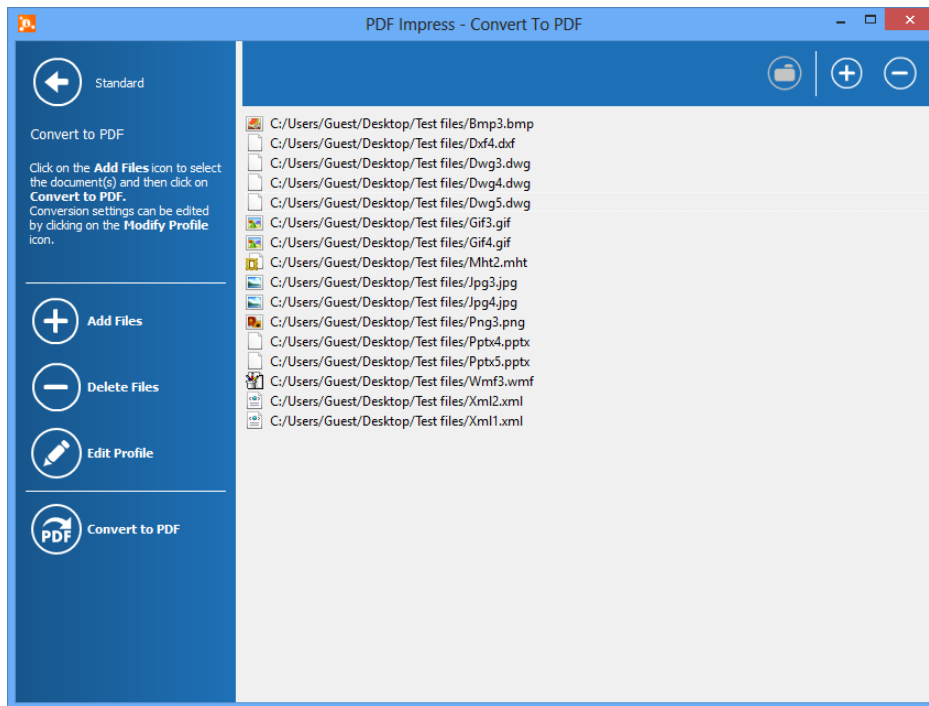 PDF Impress - Convert To PDF
Standard
Convert to PDF
Click on the Add Files icon to select
the document(s) and then click on
Convert to PDF.
Conversion settings can be edited
by clicking on the Modify Profile
icon.
Add Files
Delete Files
Edit Profile
PDF
Convert to PDF
C:/Users/Guest/Desktop/Test files/Bmp3.bmp
C:/Users/Guest/Desktop/Test files/Dxf4.dxf
C:/Users/Guest/Desktop/Test files/Dwg3.dwg
C:/Users/Guest/Desktop/Test files/Dwg4.dwg
C:/Users/Guest/Desktop/Test files/Dwg5.dwg
C:/Users/Guest/Desktop/Test files/Gif3.gif
C:/Users/Guest/Desktop/Test files/Gif4.gif
C:/Users/Guest/Desktop/Test files/Mht2.mht
C:/Users/Guest/Desktop/Test files/Jpg3.jpg
C:/Users/Guest/Desktop/Test files/Jpg4.jpg
C:/Users/Guest/Desktop/Test files/Png3.png
C:/Users/Guest/Desktop/Test files/Pptx4.pptx
C:/Users/Guest/Desktop/Test files/Pptx5.pptx
C:/Users/Guest/Desktop/Test files/Wmf3.wmf
C:/Users/Guest/Desktop/Test files/Xml2.xml
C:/Users/Guest/Desktop/Test files/Xml1.xml